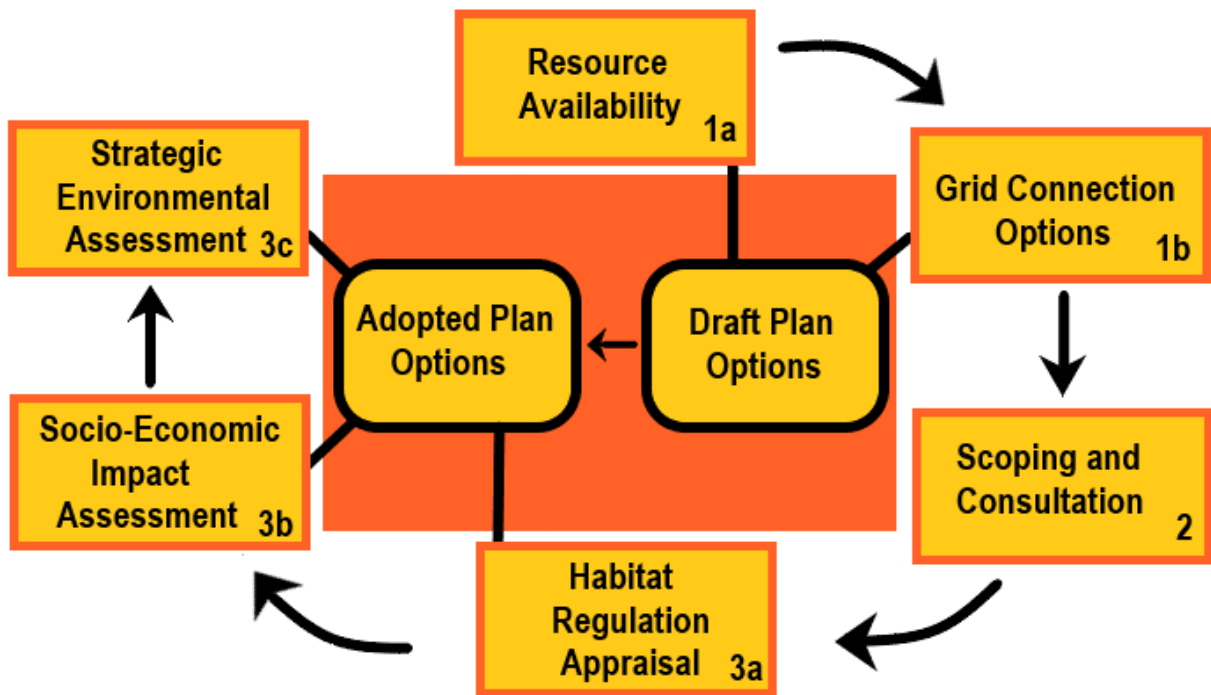 Resource
Availability
1a
Grid Connection
Options
1b
Scoping and
Consultation
2
Habitat
Regulation
Appraisal
3a
Socio-Economic
Impact
Assessment
3b
Strategic
Environmental
Assessment
3c
Adopted Plan
Options
Draft Plan
Options